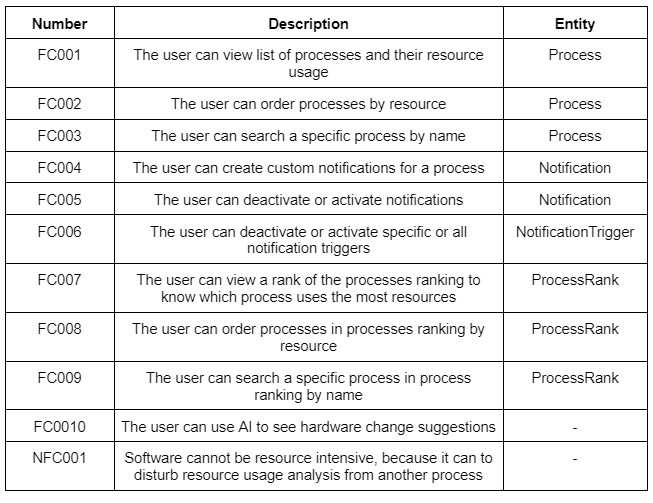 Number Description Entity
FC001 The user can view list of processes and their resource Process
usage
FC002 The user can order processes by resource Process
FC003 The user can search a specific process by name Process
FC004 The user can create custom notifications for a process Notification
FC005 The user can deactivate or activate notifications Notification
FC006 The user can deactivate or activate specific or all NotificationTrigger
notification triggers
FC007 The user can view a rank of the processes ranking to ProcessRank
know which process uses the most resources
FC008 The user can order processes in processes ranking by ProcessRank
resource
FC009 The user can search a specific process in process ProcessRank
ranking by name
FC0010 The user can use AI to see hardware change suggestions -
NFC001 Software cannot be resource intensive, because it can to -
disturb resource usage analysis from another process